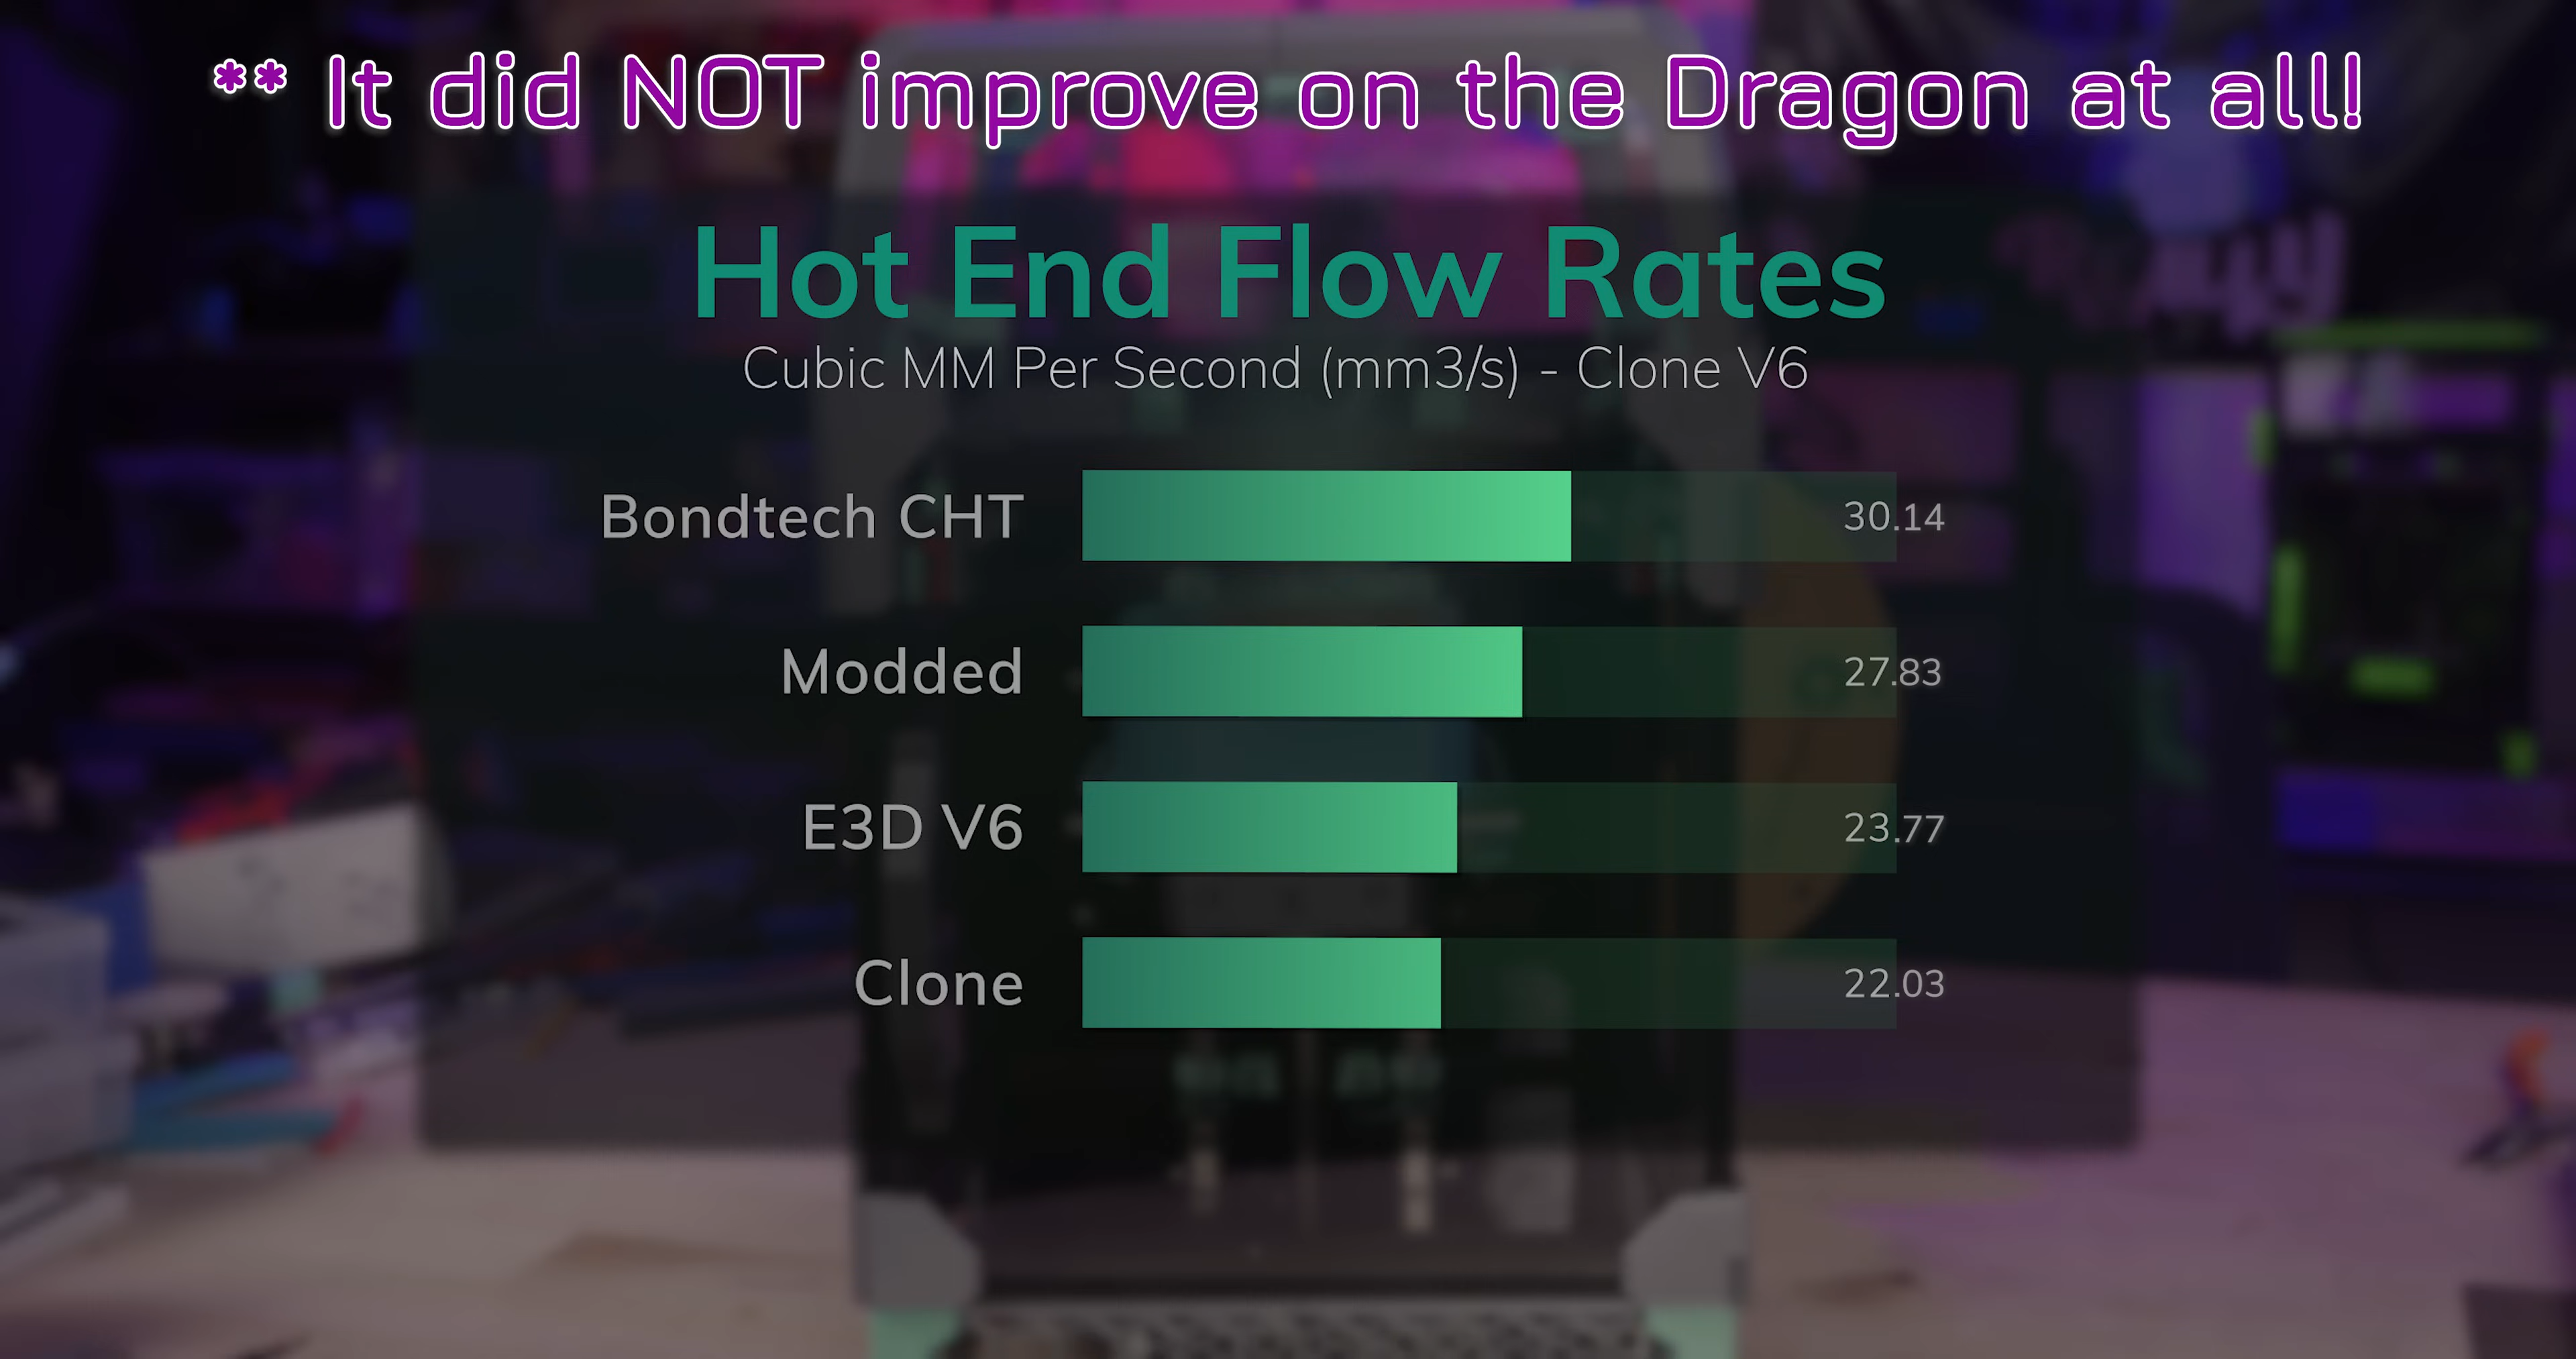 ** It did NOT improve on the Dragon at all!
Hot End Flow Rates
Cubic MM Per Second (mm3/s) - Clone V6
Bondtech CHT 30.14
Modded 27.83
E3D V6 23.77
Clone 22.03